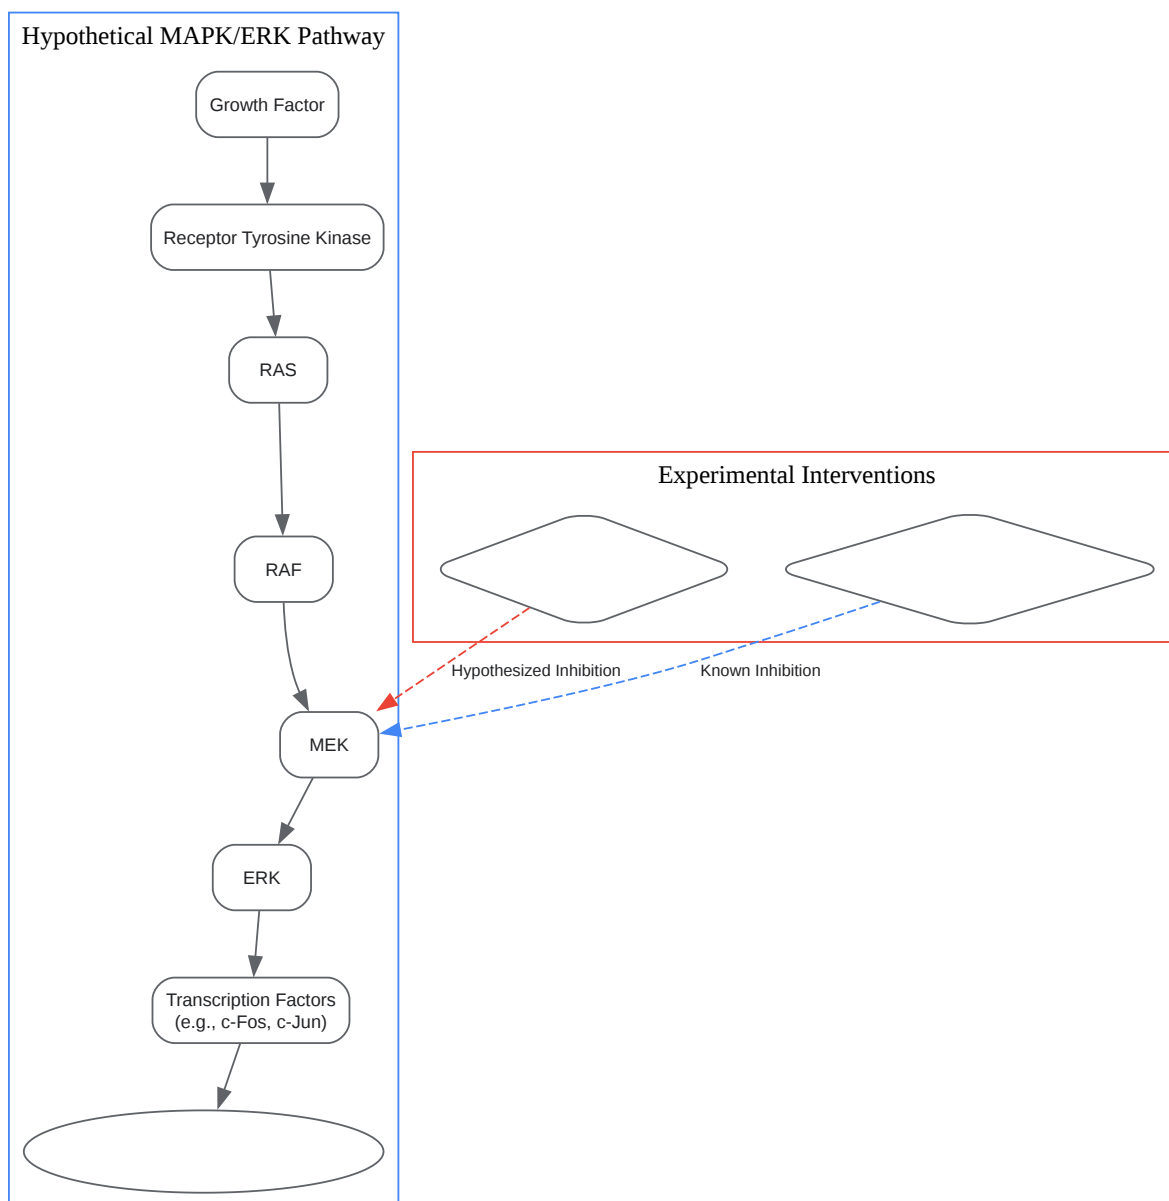 Hypothetical MAPK/ERK Pathway
Growth Factor
Receptor Tyrosine Kinase
RAS
Experimental Interventions
RAF
Hypothesized Inhibition
Known Inhibition
MEK
ERK
Transcription Factors
(e.g., c-Fos, c-Jun)